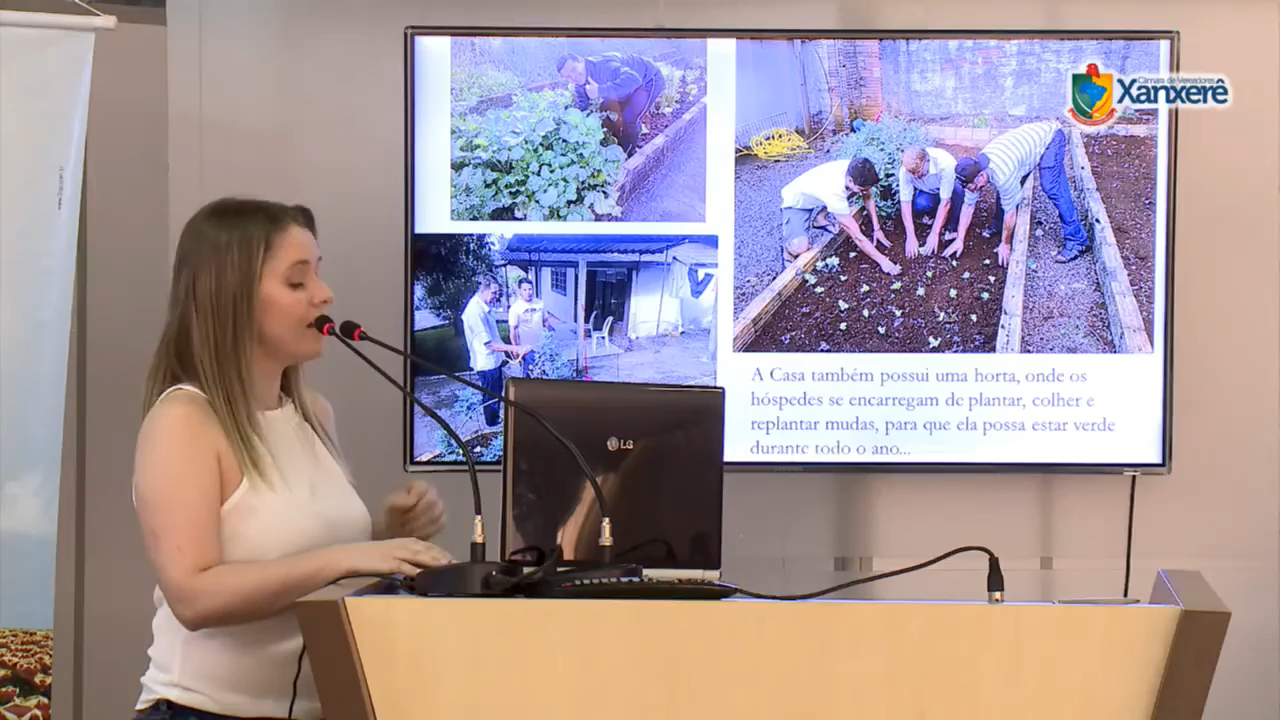 Câmara de Vereadores
Xanxerê
A Casa também possui uma horta, onde os
hóspedes se encarregam de plantar, colher e
replantar mudas, para que ela possa estar verde
durante todo o ano...
LG